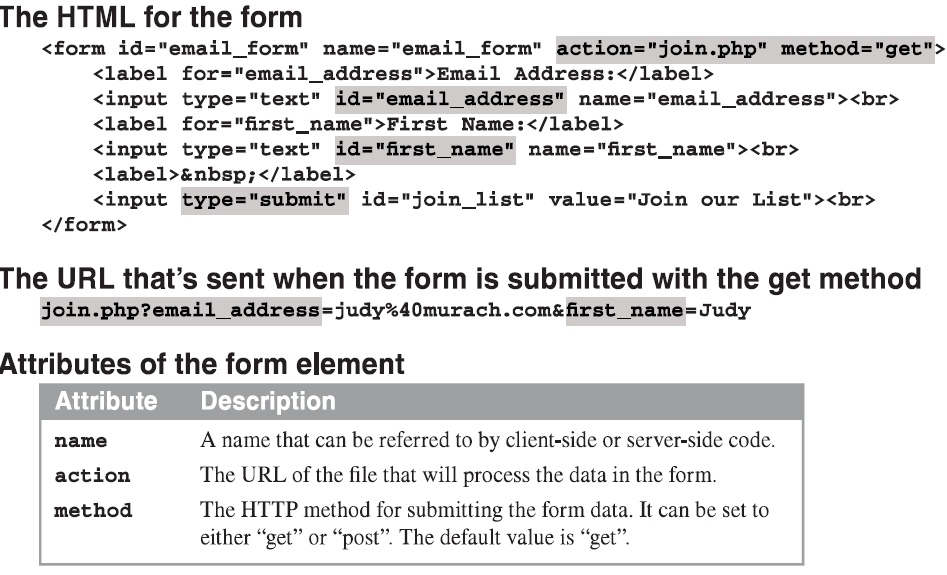 The HTML for the form
<form id="email_form" name="email_form" action="join.php" method="get">
    <label for="email_address">Email Address:</label>
    <input type="text" id="email_address" name="email_address"><br>
    <label for="first_name">First Name:</label>
    <input type="text" id="first_name" name="first_name"><br>
    <label>&nbsp;</label>
    <input type="submit" id="join_list" value="Join our List"><br>
</form>
The URL that's sent when the form is submitted with the get method
join.php?email_address=judy%40murach.com&first_name=Judy
Attributes of the form element
Attribute Description
name A name that can be referred to by client-side or server-side code.
action The URL of the file that will process the data in the form.
method The HTTP method for submitting the form data. It can be set to
either “get” or “post”. The default value is “get”.